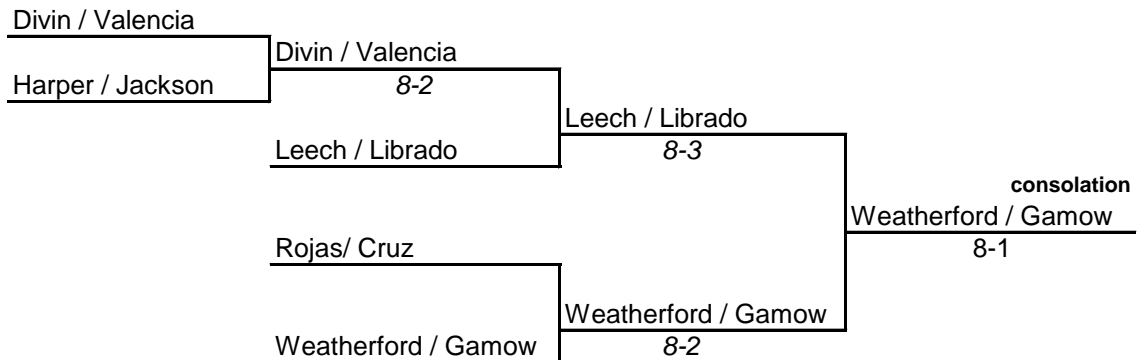 Divin / Valencia
Divin / Valencia
Harper / Jackson
8-2
Leech / Librado
Leech / Librado
8-3
consolation
Weatherford / Gamow
8-1
Rojas/ Cruz
Weatherford / Gamow
Weatherford / Gamow
8-2